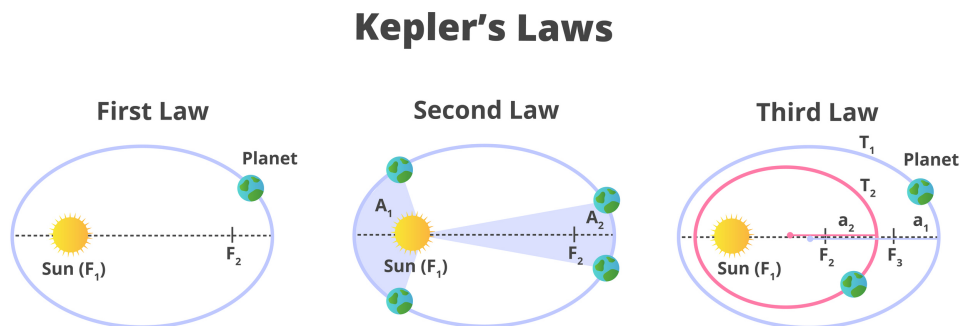 Kepler’s Laws
First Law
Planet
Sun (F₁)
F₂
Second Law
A₁
A₂
Sun (F₁)
F₂
Third Law
T₁
Planet
T₂
a₂
a₁
F₂
F₃
Sun (F₁)